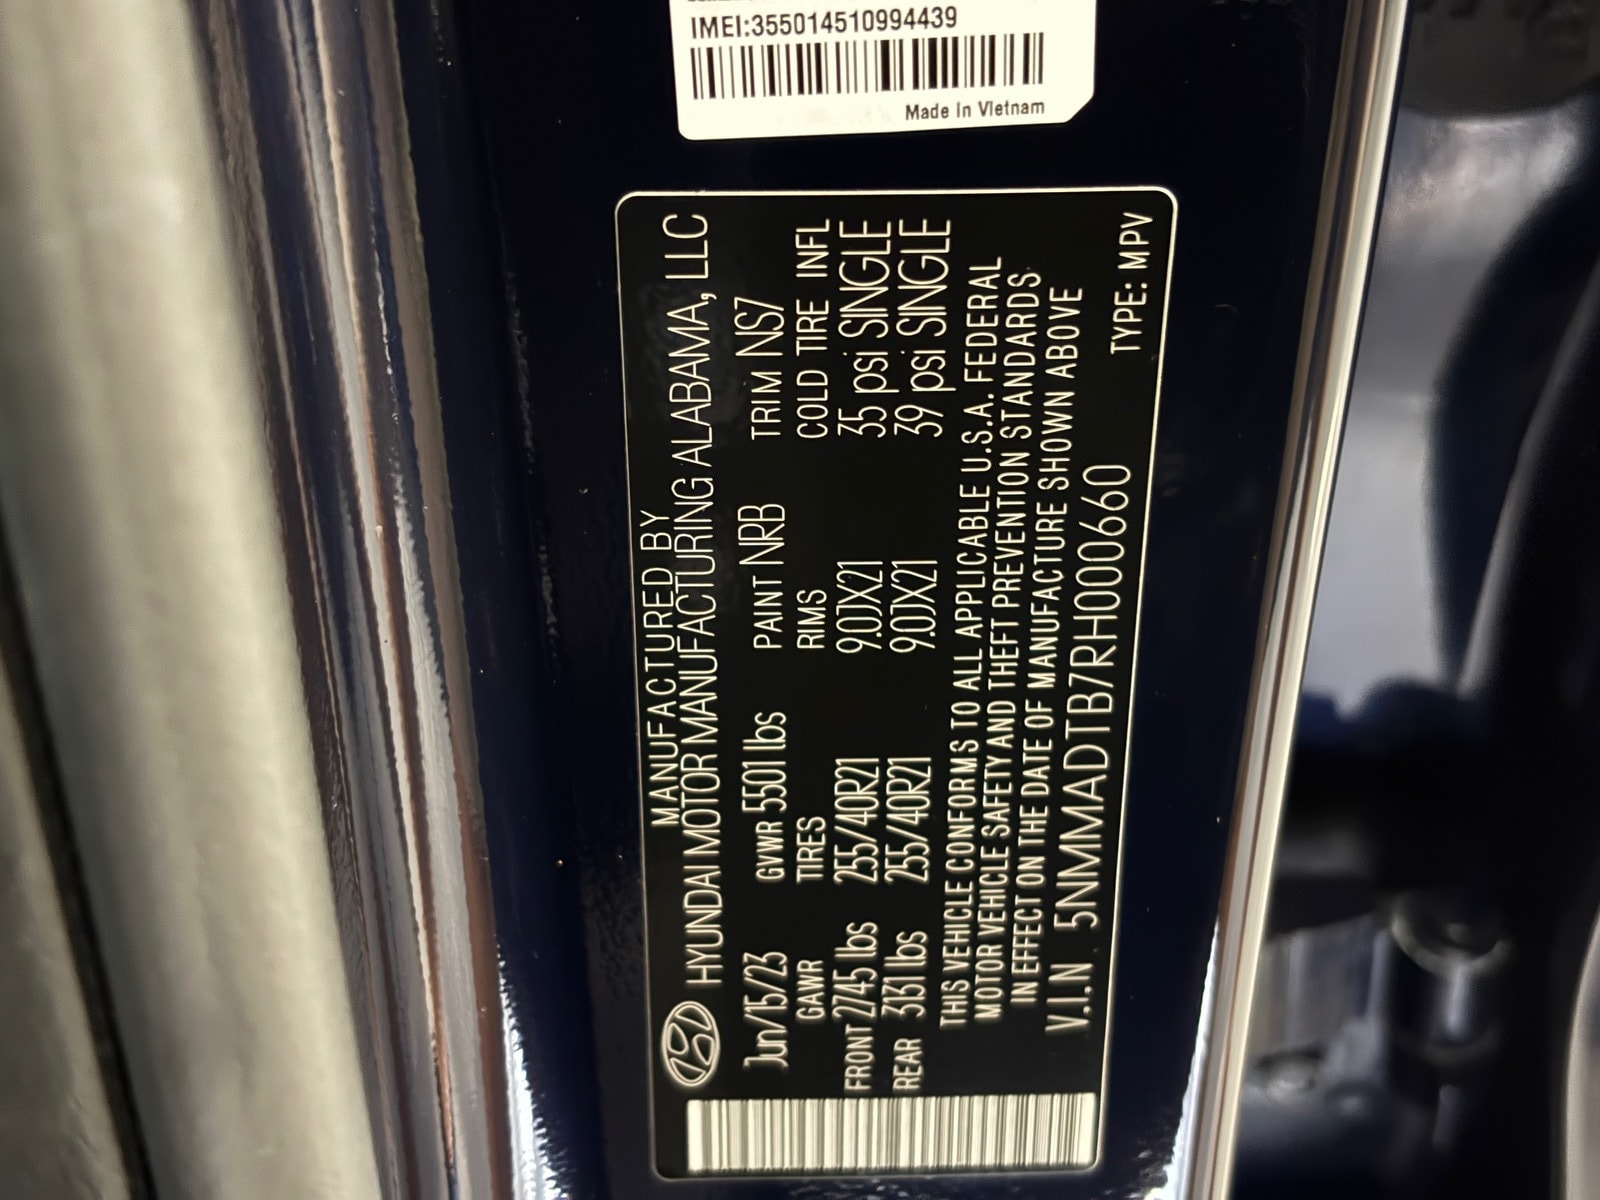 IMEI:355014510994439
Made in Vietnam
MANUFACTURED BY
HYUNDAI MOTOR MANUFACTURING ALABAMA, LLC
Jun/15/23 GVWR 5501 lbs PAINT NRB TRIM NS7
GAWR TIRES RIMS COLD TIRE INFL
FRONT 2745 lbs 255/40R21 9.0JX21 35 psi SINGLE
REAR 3131 lbs 255/40R21 9.0JX21 39 psi SINGLE
THIS VEHICLE CONFORMS TO ALL APPLICABLE U.S.A. FEDERAL
MOTOR VEHICLE SAFETY AND THEFT PREVENTION STANDARDS
IN EFFECT ON THE DATE OF MANUFACTURE SHOWN ABOVE
V.I.N 5NMMADTB7RH000660 TYPE: MPV